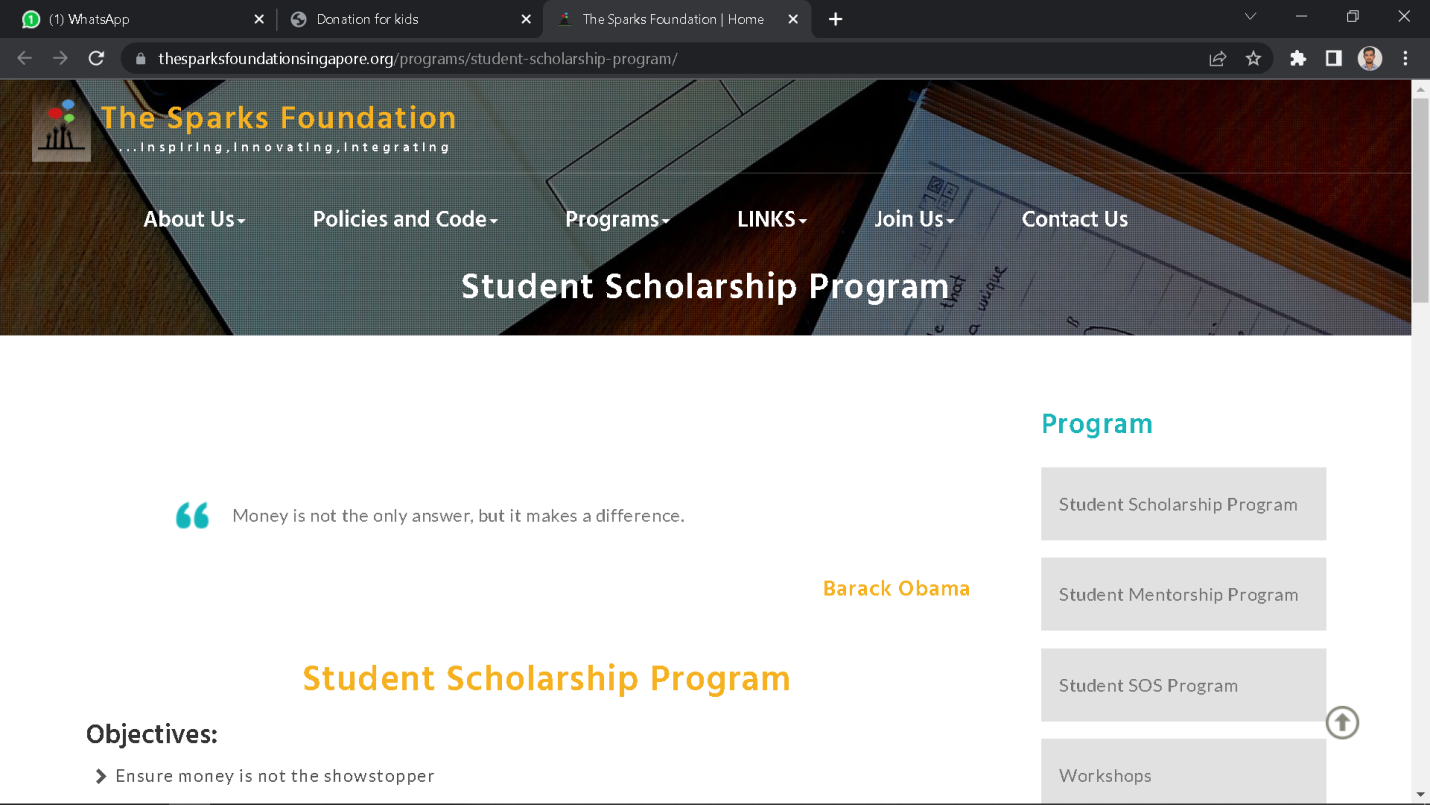 (1) WhatsApp
Donation for kids
The Sparks Foundation | Home
thesparksfoundationsingapore.org/programs/student-scholarship-program/
The Sparks Foundation
...Inspiring,Innovating,Integrating
About Us
Policies and Code
Programs
LINKS
Join Us
Contact Us
Student Scholarship Program
that
a unique
Program
Student Scholarship Program
Student Mentorship Program
Student SOS Program
Workshops
“ Money is not the only answer, but it makes a difference.
Barack Obama
Student Scholarship Program
Objectives:
Ensure money is not the showstopper